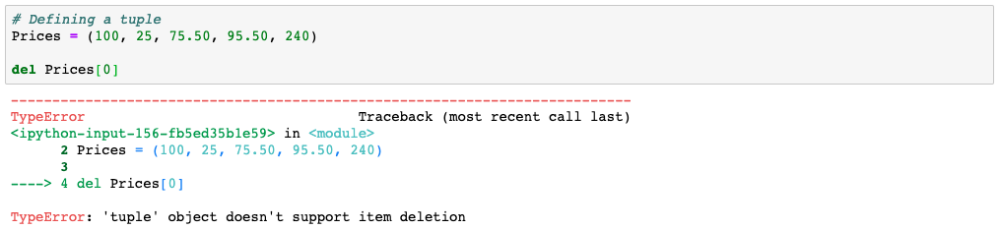 # Defining a tuple
Prices = (100, 25, 75.50, 95.50, 240)
del Prices[0]
---------------------------------------------------------------------------
TypeError                                 Traceback (most recent call last)
<ipython-input-156-fb5ed35b1e59> in <module>
      2 Prices = (100, 25, 75.50, 95.50, 240)
      3
----> 4 del Prices[0]
TypeError: 'tuple' object doesn't support item deletion